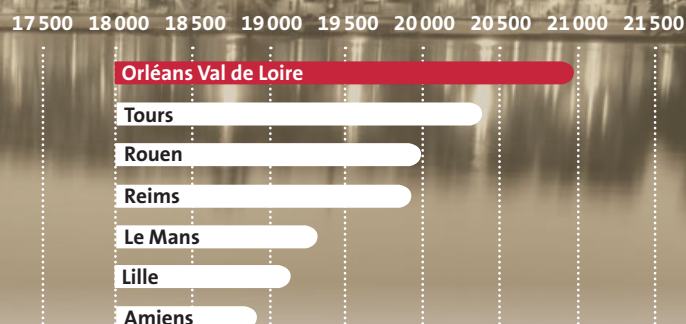 17 500 18 000 18 500 19 000 19 500 20 000 20 500 21 000 21 500
Orléans Val de Loire
Tours
Rouen
Reims
Le Mans
Lille
Amiens